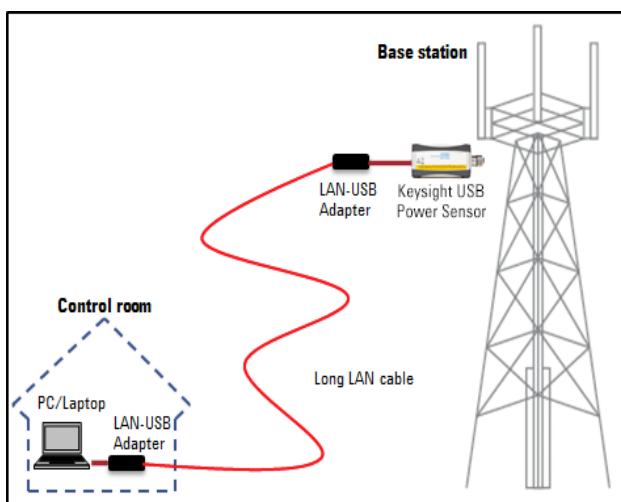 Base station
LAN-USB
Adapter
Keysight USB
Power Sensor
Control room
Long LAN cable
PC/Laptop
LAN-USB
Adapter